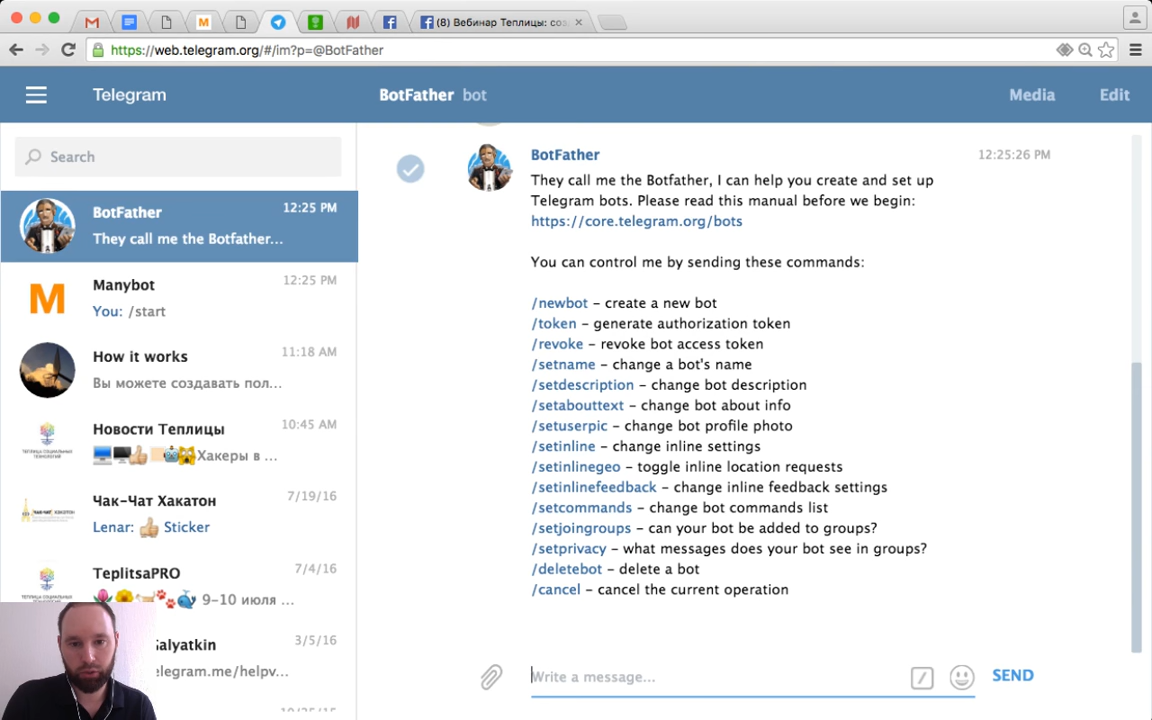 (8) Вебинар Теплицы: соз
https://web.telegram.org/#/im?p=@BotFather
Telegram
BotFather bot
Media
Edit
Search
BotFather
12:25 PM
They call me the Botfather...
Manybot
12:25 PM
You: /start
How it works
11:18 AM
Вы можете создавать пол...
Новости Теплицы
10:45 AM
Хакеры в ...
Чак-Чат Хакатон
7/19/16
Lenar: Sticker
TeplitsaPRO
7/4/16
9-10 июля ...
Galyatkin
3/5/16
elegram.me/helpv...
BotFather
12:25:26 PM
They call me the Botfather, I can help you create and set up
Telegram bots. Please read this manual before we begin:
https://core.telegram.org/bots
You can control me by sending these commands:
/newbot - create a new bot
/token - generate authorization token
/revoke - revoke bot access token
/setname - change a bot's name
/setdescription - change bot description
/setabouttext - change bot about info
/setuserpic - change bot profile photo
/setinline - change inline settings
/setinlinegeo - toggle inline location requests
/setinlinefeedback - change inline feedback settings
/setcommands - change bot commands list
/setjoingroups - can your bot be added to groups?
/setprivacy - what messages does your bot see in groups?
/deletebot - delete a bot
/cancel - cancel the current operation
Write a message...
SEND